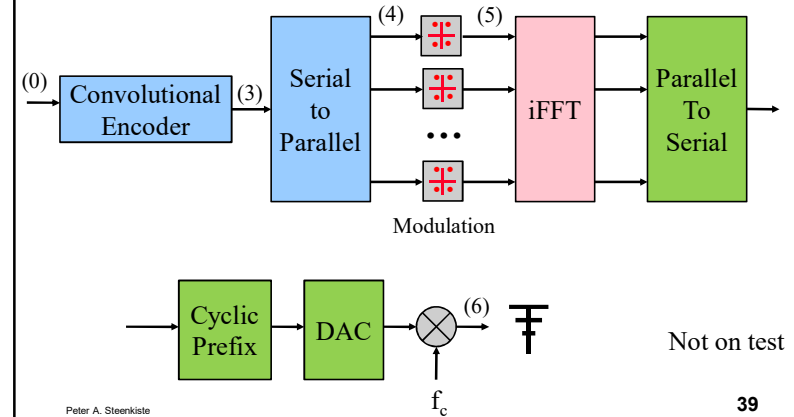 (0)
Convolutional
Encoder
(3)
Serial
to
Parallel
(4)
(5)
Modulation
iFFT
Parallel
To
Serial
Cyclic
Prefix
DAC
(6)
f_c
Not on test
Peter A. Steenkiste
39